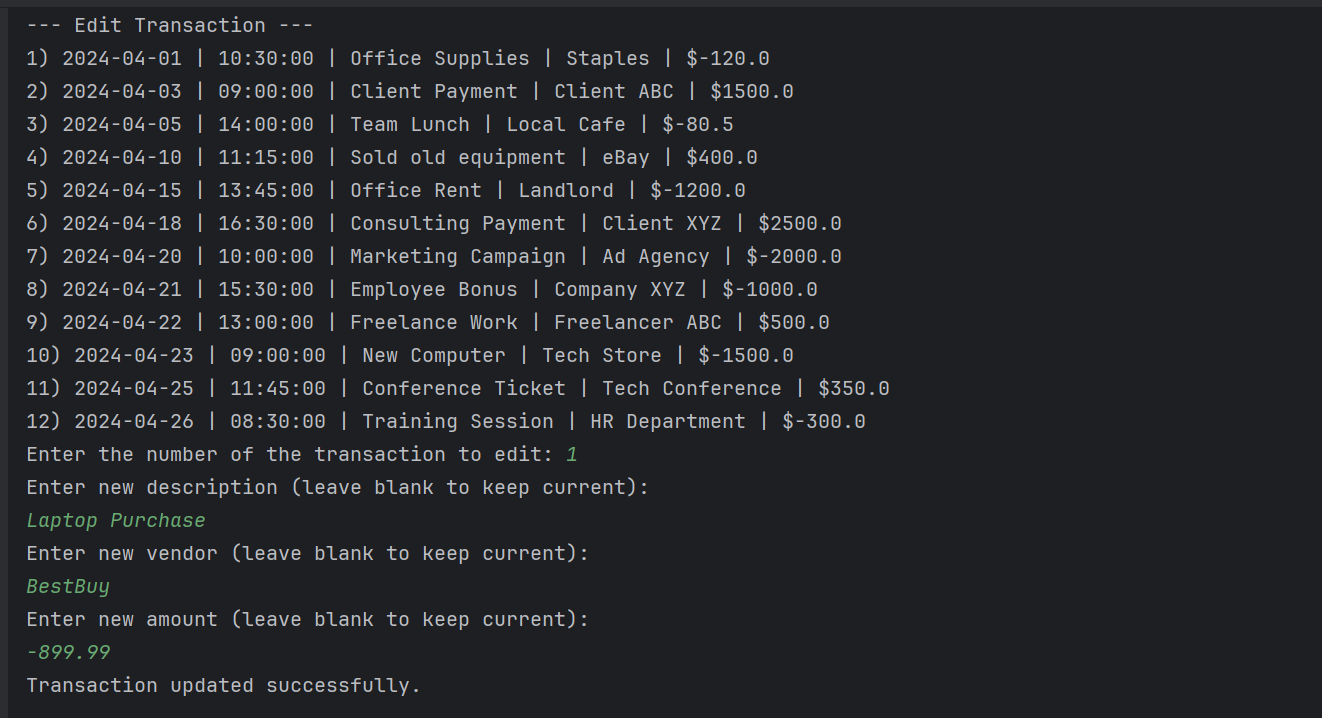 --- Edit Transaction ---
1) 2024-04-01 | 10:30:00 | Office Supplies | Staples | $-120.0
2) 2024-04-03 | 09:00:00 | Client Payment | Client ABC | $1500.0
3) 2024-04-05 | 14:00:00 | Team Lunch | Local Cafe | $-80.5
4) 2024-04-10 | 11:15:00 | Sold old equipment | eBay | $400.0
5) 2024-04-15 | 13:45:00 | Office Rent | Landlord | $-1200.0
6) 2024-04-18 | 16:30:00 | Consulting Payment | Client XYZ | $2500.0
7) 2024-04-20 | 10:00:00 | Marketing Campaign | Ad Agency | $-2000.0
8) 2024-04-21 | 15:30:00 | Employee Bonus | Company XYZ | $-1000.0
9) 2024-04-22 | 13:00:00 | Freelance Work | Freelancer ABC | $500.0
10) 2024-04-23 | 09:00:00 | New Computer | Tech Store | $-1500.0
11) 2024-04-25 | 11:45:00 | Conference Ticket | Tech Conference | $350.0
12) 2024-04-26 | 08:30:00 | Training Session | HR Department | $-300.0
Enter the number of the transaction to edit: 1
Enter new description (leave blank to keep current):
Laptop Purchase
Enter new vendor (leave blank to keep current):
BestBuy
Enter new amount (leave blank to keep current):
-899.99
Transaction updated successfully.